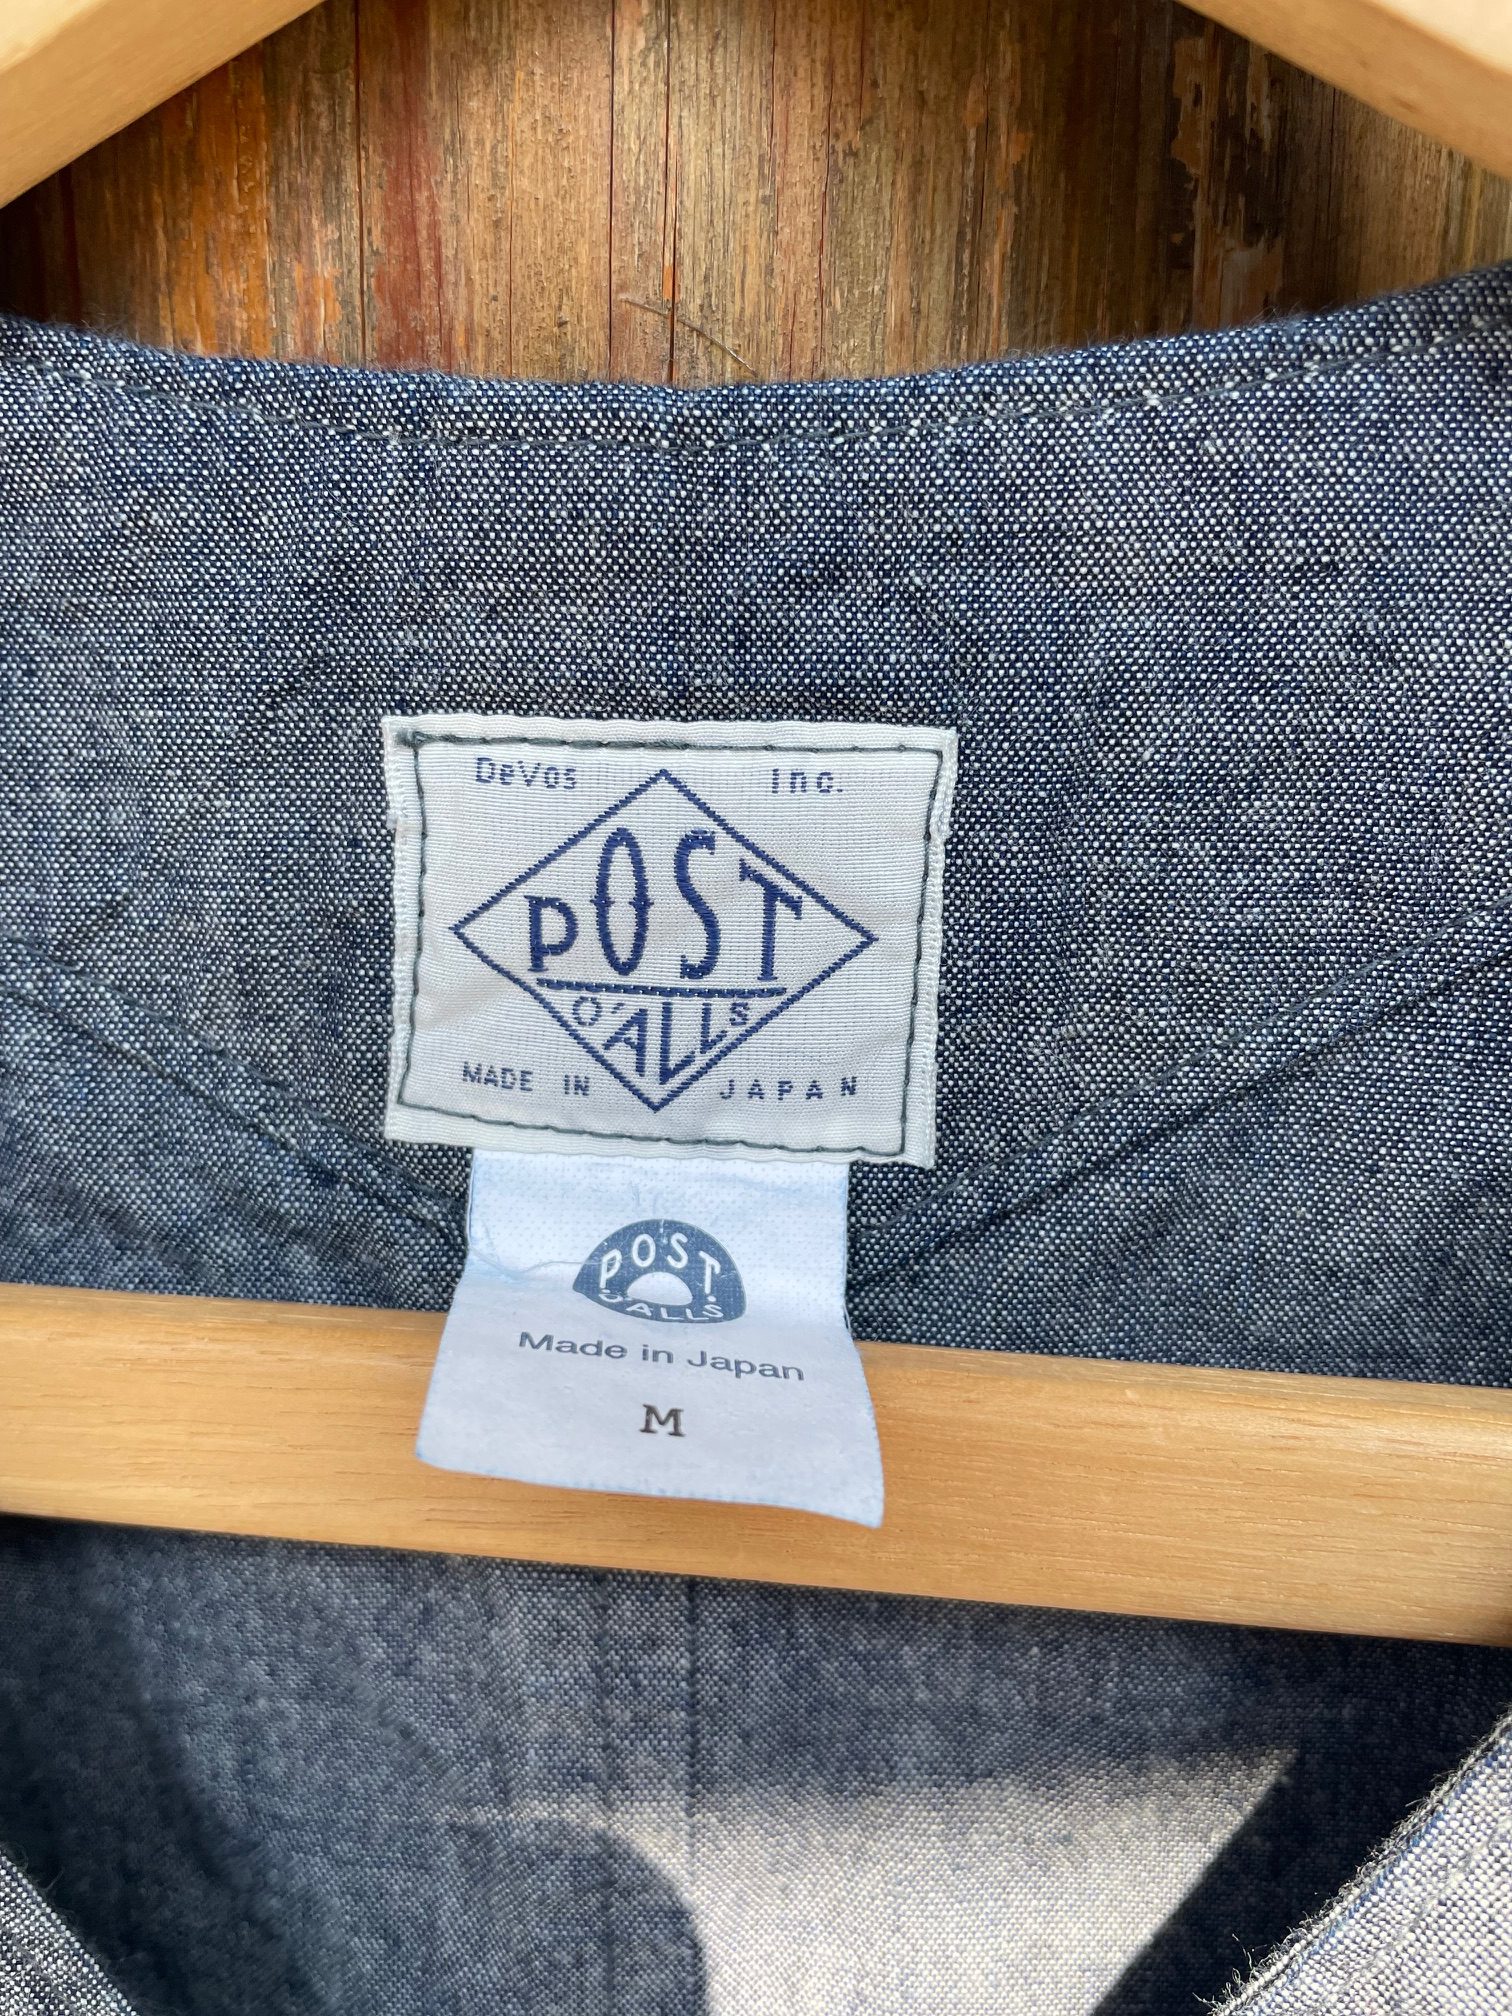 DeVos Inc.
POST
O'ALLS
MADE IN JAPAN
POST
O'ALLS
Made in Japan
M